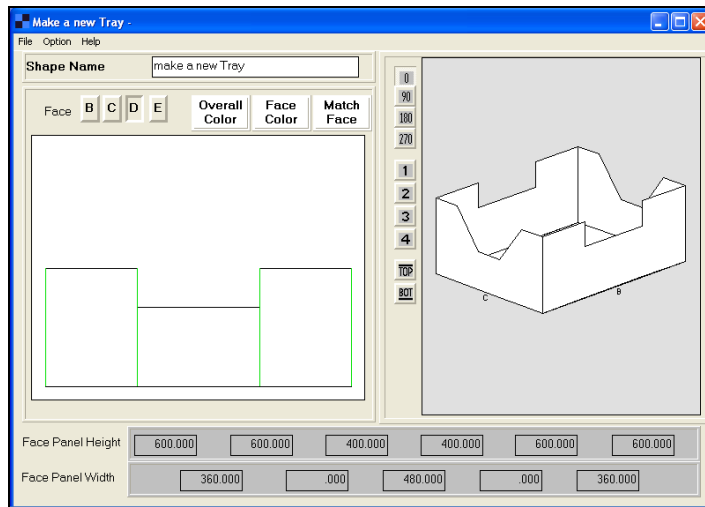 Make a new Tray -
File Option Help
Shape Name make a new Tray
Face B C D E Overall Color Face Color Match Face
0
90
180
270
1
2
3
4
TOP
BOT
C B
Face Panel Height 600.000 600.000 400.000 400.000 600.000 600.000
Face Panel Width 360.000 .000 480.000 .000 360.000